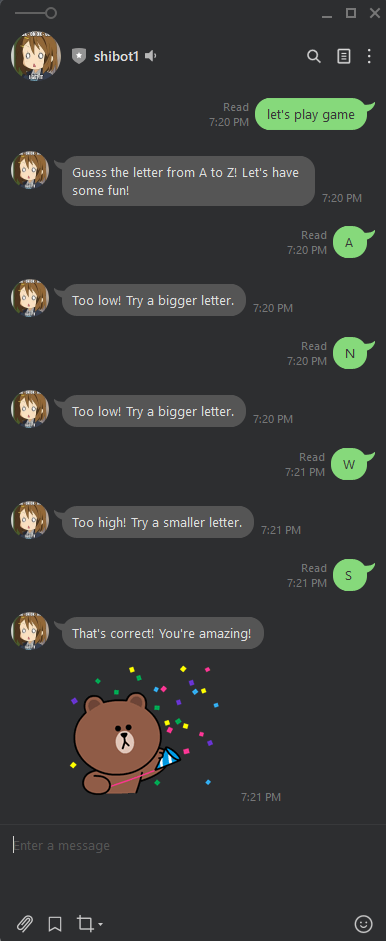 shibot1
Read
7:20 PM
let's play game
Guess the letter from A to Z! Let's have
some fun!
7:20 PM
Read
7:20 PM
A
Too low! Try a bigger letter.
7:20 PM
Read
7:20 PM
N
Too low! Try a bigger letter.
7:20 PM
Read
7:21 PM
W
Too high! Try a smaller letter.
7:21 PM
Read
7:21 PM
S
That's correct! You're amazing!
7:21 PM
Enter a message